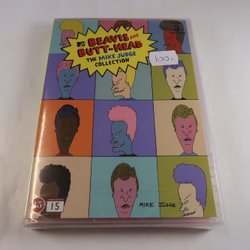 MTV BEAVIS AND
BUTT-HEAD
THE MIKE JUDGE
COLLECTION
15
MIKE JUDGE